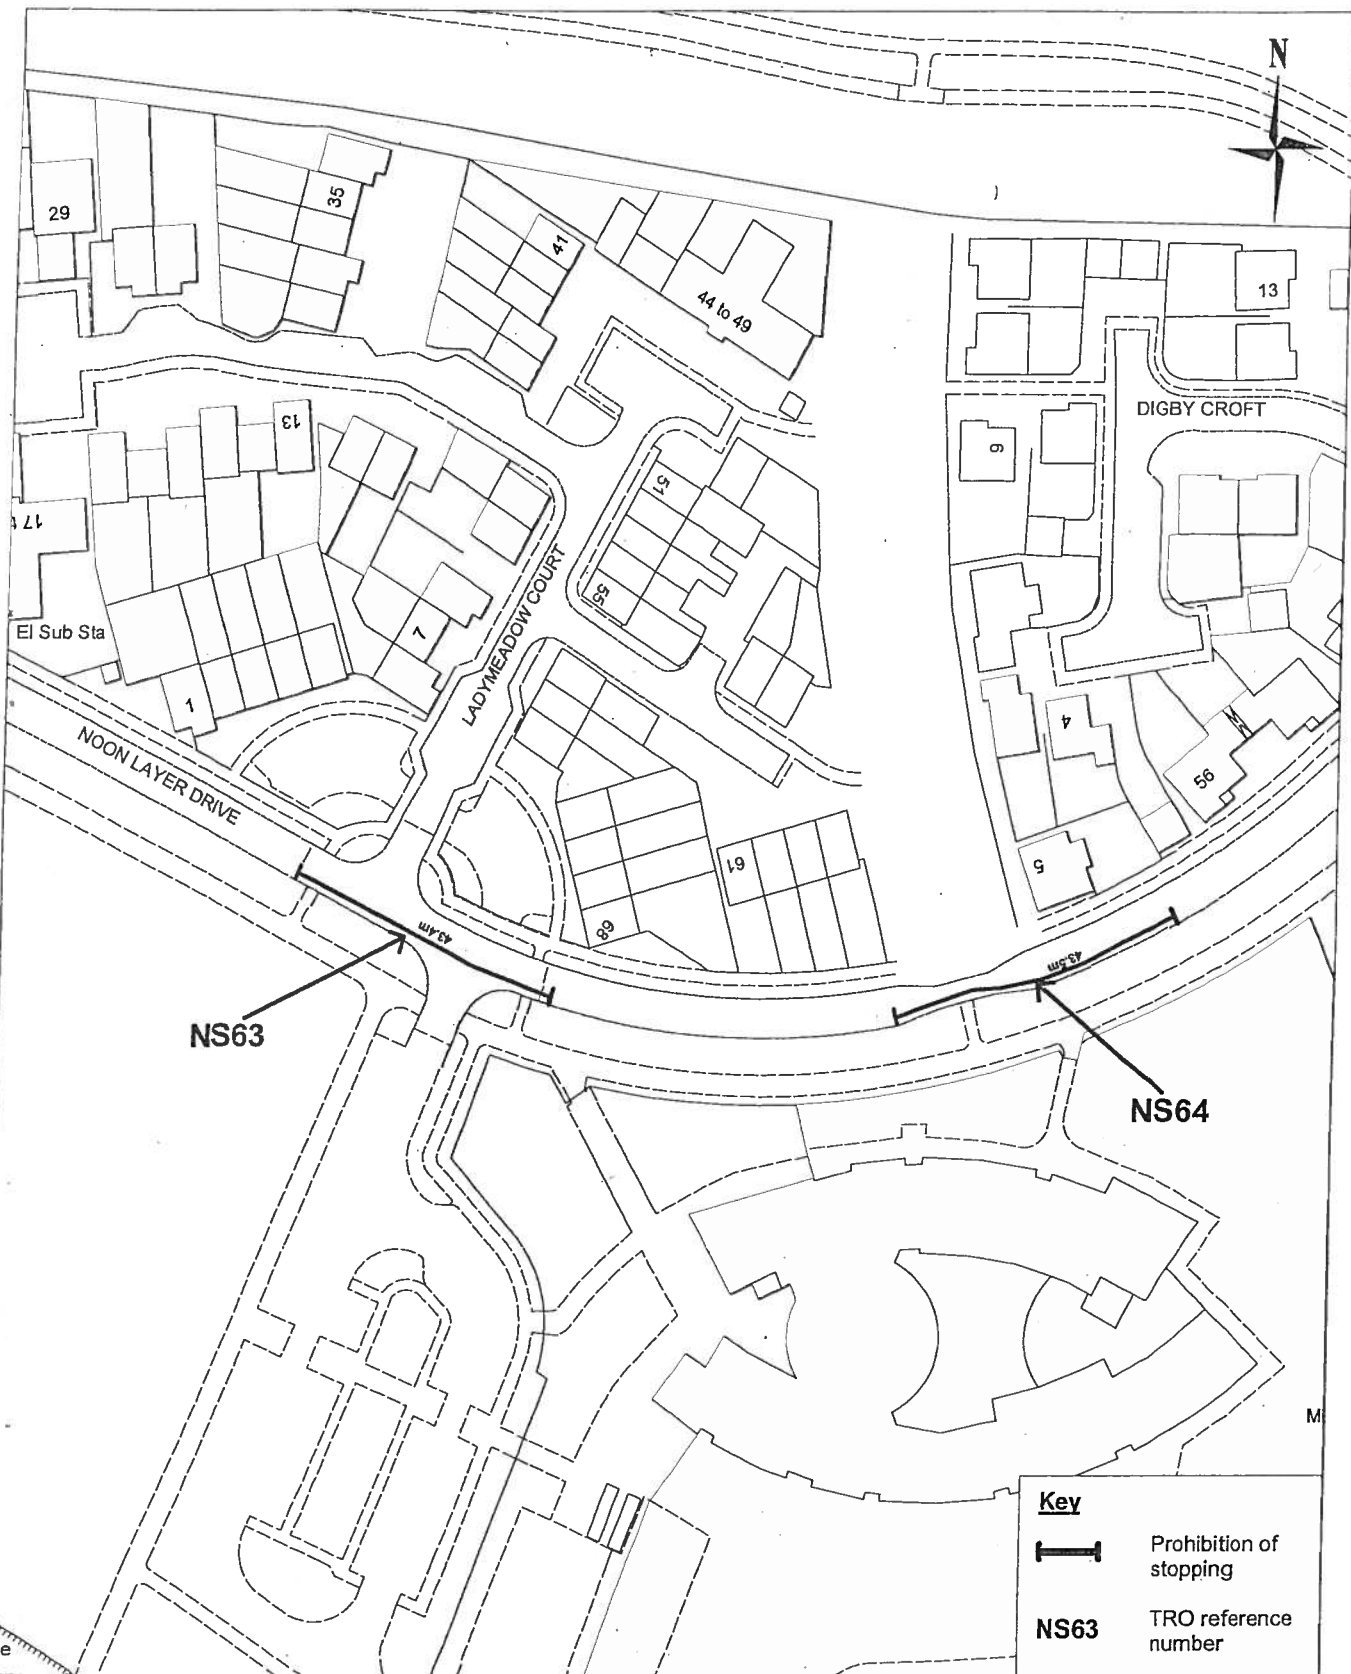 N
29
35
41
44 to 49
13
DIGBY CROFT
13
9
51
17
55
LADYMEADOW COURT
El Sub Sta
7
1
4
NOON LAYER DRIVE
56
61
5
68
43.4m
43.5m
NS63
NS64
M
Key
Prohibition of
stopping
NS63
TRO reference
number
e